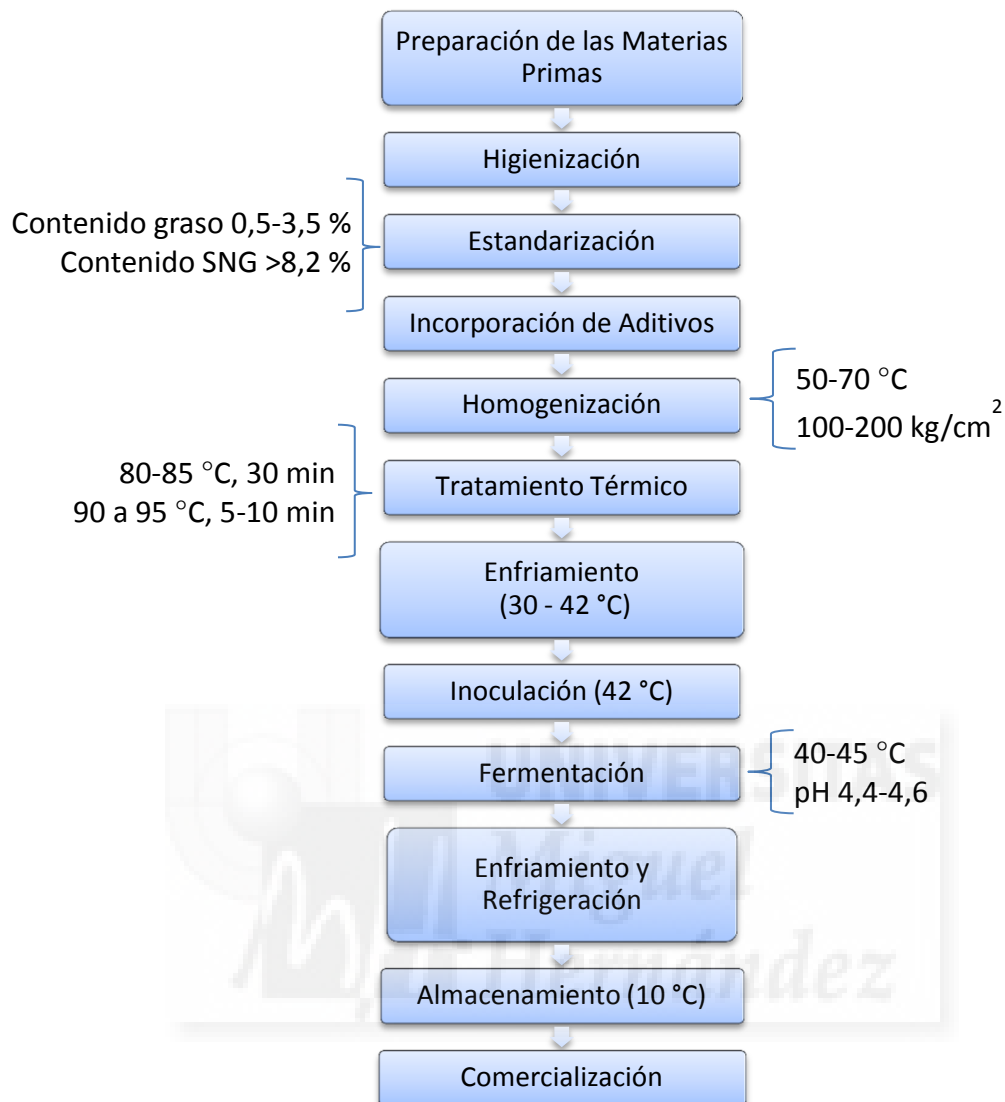 Preparación de las Materias
Primas
Higienización
Contenido graso 0,5-3,5 %
Contenido SNG >8,2 %
Estandarización
Incorporación de Aditivos
Homogenización
50-70 °C
100-200 kg/cm²
80-85 °C, 30 min
90 a 95 °C, 5-10 min
Tratamiento Térmico
Enfriamiento
(30 - 42 °C)
Inoculación (42 °C)
Fermentación
40-45 °C
pH 4,4-4,6
Enfriamiento y
Refrigeración
Almacenamiento (10 °C)
Comercialización
UNIVERSITAS
Miguel
Hernández